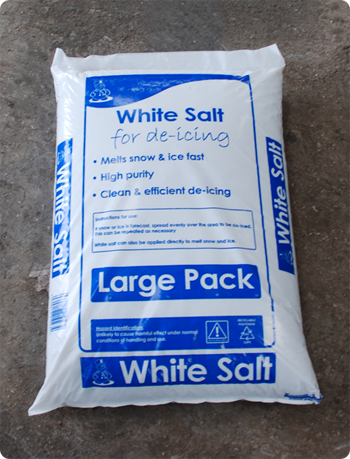 White Salt
for de-icing
• Melts snow & ice fast
• High purity
• Clean & efficient de-icing
Instructions for use:
If snow or ice is forecast, spread evenly over the area to be de-iced.
This can be repeated as necessary
White salt can also be applied directly to melt snow and ice.
Large Pack
Hazard Identification:
Unlikely to cause harmful effect under normal
conditions of handling and use.
White Salt
White Salt
White Salt